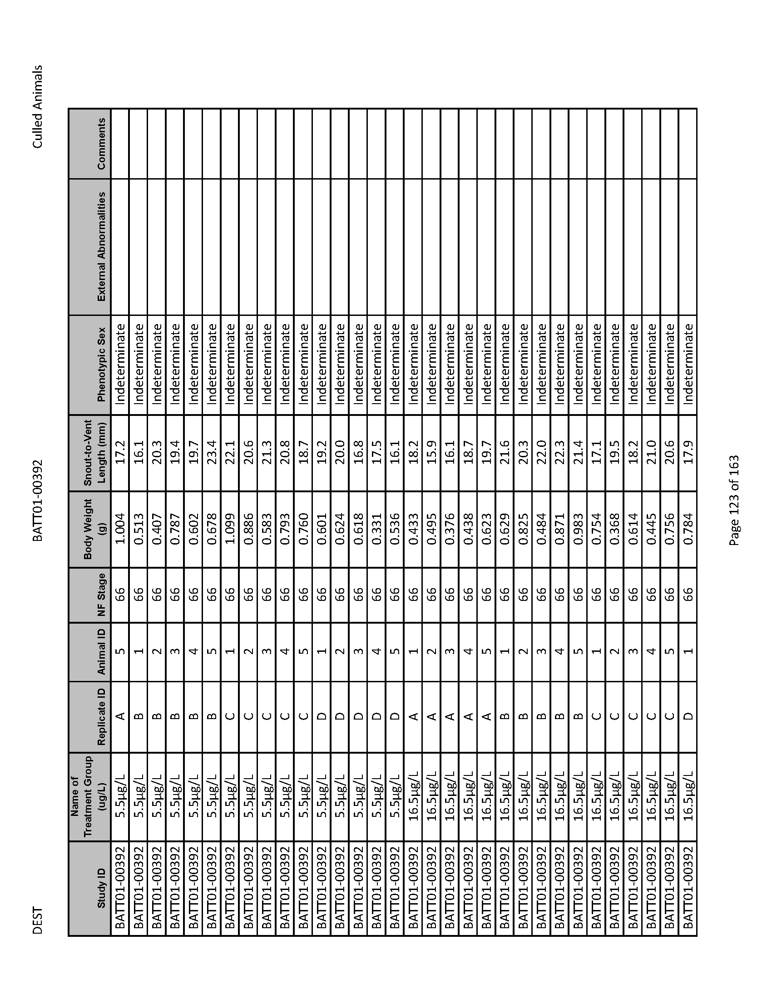 DEST BATT01-00392 Culled Animals
Study ID Name of Treatment Group (ug/L) Replicate ID Animal ID NF Stage Body Weight (g) Snout-to-Vent Length (mm) Phenotypic Sex External Abnormalities Comments
BATT01-00392 5.5µg/L A 5 66 1.004 17.2 Indeterminate
BATT01-00392 5.5µg/L B 1 66 0.513 16.1 Indeterminate
BATT01-00392 5.5µg/L B 2 66 0.407 20.3 Indeterminate
BATT01-00392 5.5µg/L B 3 66 0.787 19.4 Indeterminate
BATT01-00392 5.5µg/L B 4 66 0.602 19.7 Indeterminate
BATT01-00392 5.5µg/L B 5 66 0.678 23.4 Indeterminate
BATT01-00392 5.5µg/L C 1 66 1.099 22.1 Indeterminate
BATT01-00392 5.5µg/L C 2 66 0.886 20.6 Indeterminate
BATT01-00392 5.5µg/L C 3 66 0.583 21.3 Indeterminate
BATT01-00392 5.5µg/L C 4 66 0.793 20.8 Indeterminate
BATT01-00392 5.5µg/L C 5 66 0.760 18.7 Indeterminate
BATT01-00392 5.5µg/L D 1 66 0.601 19.2 Indeterminate
BATT01-00392 5.5µg/L D 2 66 0.624 20.0 Indeterminate
BATT01-00392 5.5µg/L D 3 66 0.618 16.8 Indeterminate
BATT01-00392 5.5µg/L D 4 66 0.331 17.5 Indeterminate
BATT01-00392 5.5µg/L D 5 66 0.536 16.1 Indeterminate
BATT01-00392 16.5µg/L A 1 66 0.433 18.2 Indeterminate
BATT01-00392 16.5µg/L A 2 66 0.495 15.9 Indeterminate
BATT01-00392 16.5µg/L A 3 66 0.376 16.1 Indeterminate
BATT01-00392 16.5µg/L A 4 66 0.438 18.7 Indeterminate
BATT01-00392 16.5µg/L A 5 66 0.623 19.7 Indeterminate
BATT01-00392 16.5µg/L B 1 66 0.629 21.6 Indeterminate
BATT01-00392 16.5µg/L B 2 66 0.825 20.3 Indeterminate
BATT01-00392 16.5µg/L B 3 66 0.484 22.0 Indeterminate
BATT01-00392 16.5µg/L B 4 66 0.871 22.3 Indeterminate
BATT01-00392 16.5µg/L B 5 66 0.983 21.4 Indeterminate
BATT01-00392 16.5µg/L C 1 66 0.754 17.1 Indeterminate
BATT01-00392 16.5µg/L C 2 66 0.368 19.5 Indeterminate
BATT01-00392 16.5µg/L C 3 66 0.614 18.2 Indeterminate
BATT01-00392 16.5µg/L C 4 66 0.445 21.0 Indeterminate
BATT01-00392 16.5µg/L C 5 66 0.756 20.6 Indeterminate
BATT01-00392 16.5µg/L D 1 66 0.784 17.9 Indeterminate
Page 123 of 163